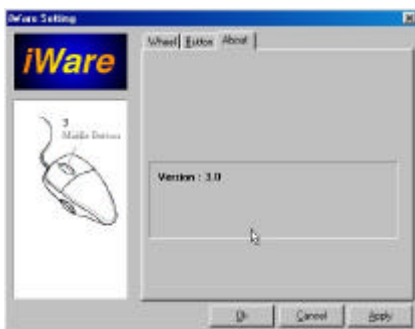 iWare Setting
iWare
Wheel Button About
3
Middle Button
Version : 3.0
Ok Cancel Apply